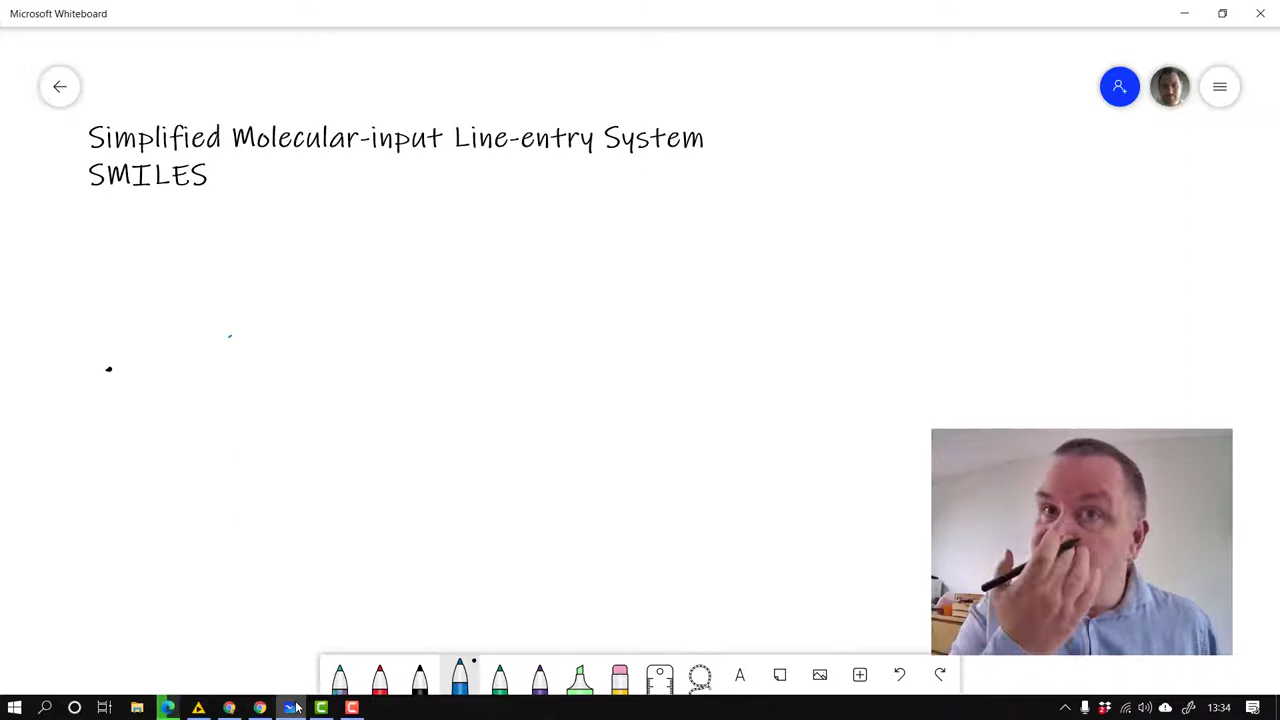 Microsoft Whiteboard
Simplified Molecular-input Line-entry System
SMILES
A
13:34